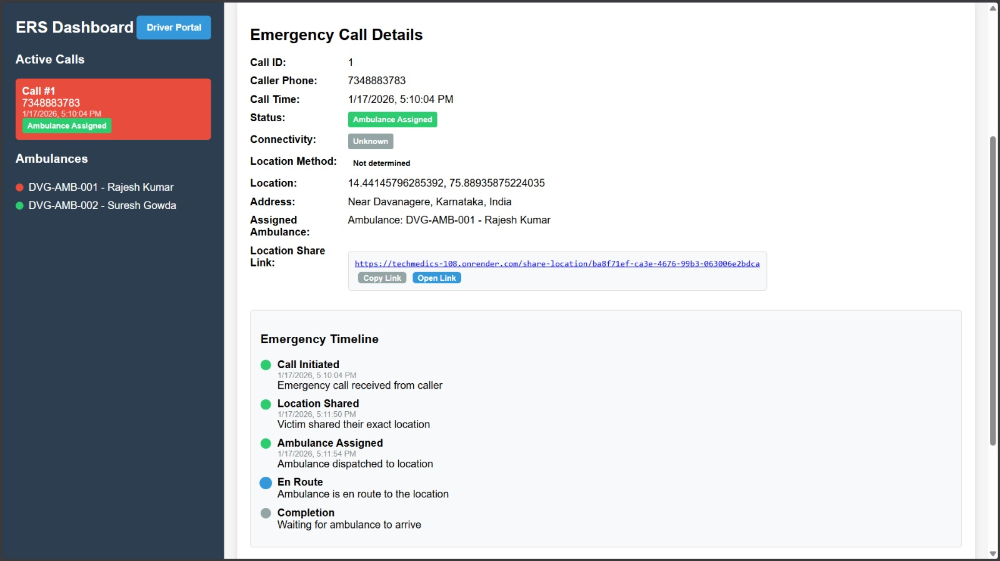 ERS Dashboard
Driver Portal
Active Calls
Call #1
7348883783
1/17/2026, 5:10:04 PM
Ambulance Assigned
Ambulances
DVG-AMB-001 - Rajesh Kumar
DVG-AMB-002 - Suresh Gowda
Emergency Call Details
Call ID: 1
Caller Phone: 7348883783
Call Time: 1/17/2026, 5:10:04 PM
Status: Ambulance Assigned
Connectivity: Unknown
Location Method: Not determined
Location: 14.44145796285392, 75.88935875224035
Address: Near Davanagere, Karnataka, India
Assigned Ambulance: DVG-AMB-001 - Rajesh Kumar
Ambulance:
Location Share
Link:
https://techmedics-108.onrender.com/share-location/ba8f71ef-ca3e-4676-99b3-063006e2bdca
Copy Link Open Link
Emergency Timeline
Call Initiated
1/17/2026, 5:10:04 PM
Emergency call received from caller
Location Shared
1/17/2026, 5:11:50 PM
Victim shared their exact location
Ambulance Assigned
1/17/2026, 5:11:54 PM
Ambulance dispatched to location
En Route
Ambulance is en route to the location
Completion
Waiting for ambulance to arrive